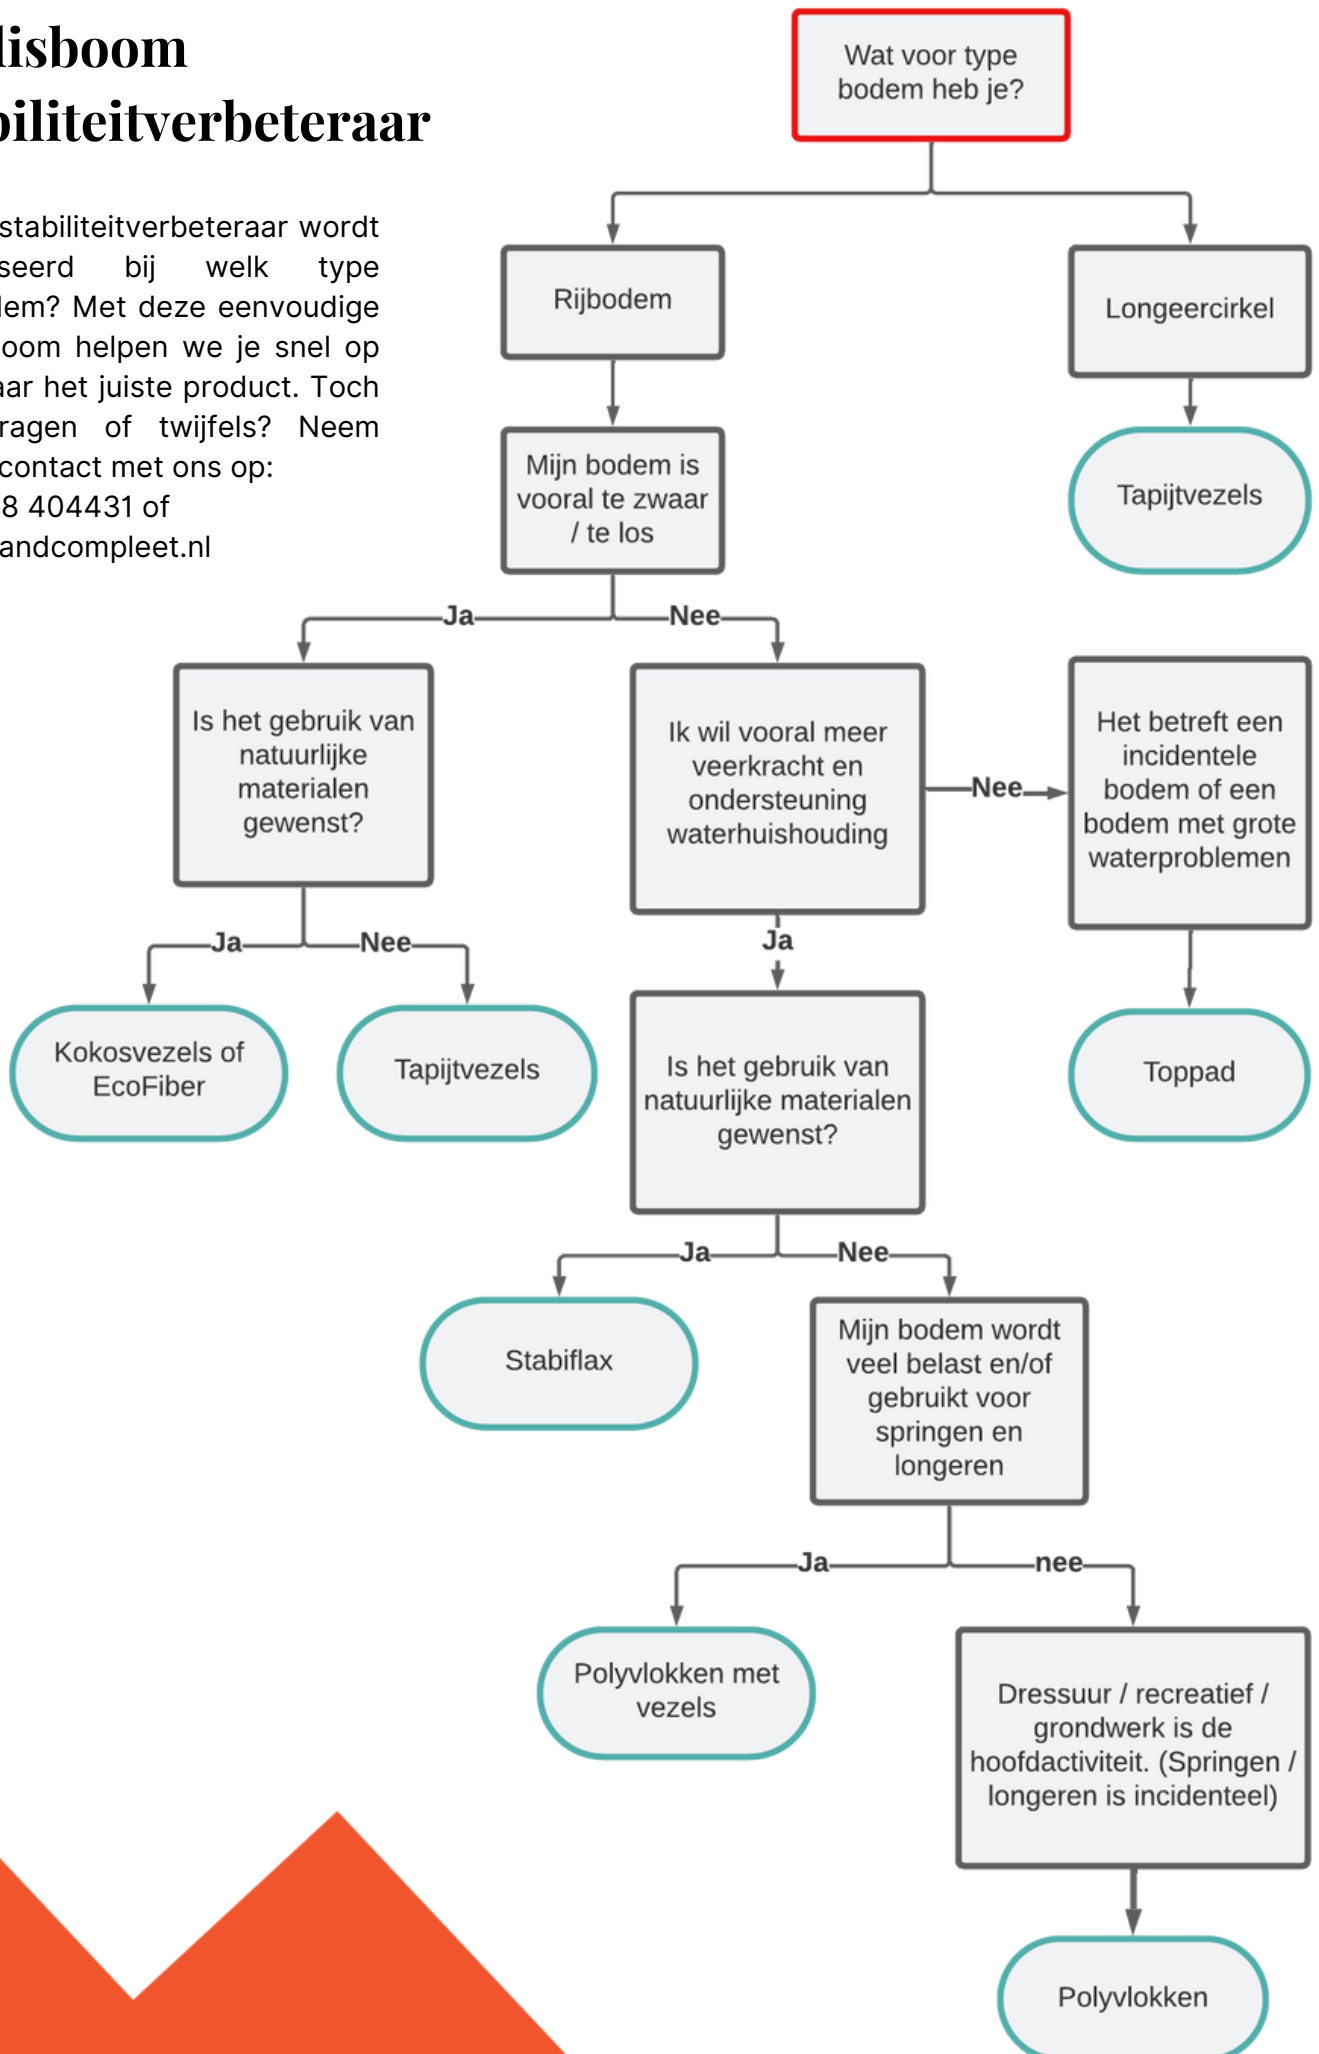 lisboom
biliteitverbeteraar
stabiliteitverbeteraar wordt
seerd bij welk type
lem? Met deze eenvoudige
oom helpen we je snel op
aar het juiste product. Toch
ragen of twijfels? Neem
contact met ons op:
8 404431 of
andcompleet.nl
Wat voor type
bodem heb je?
Rijbodem
Longeercirkel
Mijn bodem is
vooral te zwaar
/ te los
Tapijtvezels
Ja
Nee
Is het gebruik van
natuurlijke
materialen
gewenst?
Ik wil vooral meer
veerkracht en
ondersteuning
waterhuishouding
Nee
Het betreft een
incidentele
bodem of een
bodem met grote
waterproblemen
Ja
Nee
Ja
Kokosvezels of
EcoFiber
Tapijtvezels
Is het gebruik van
natuurlijke materialen
gewenst?
Toppad
Ja
Nee
Stabiflax
Mijn bodem wordt
veel belast en/of
gebruikt voor
springen en
longeren
Ja
nee
Polyvlokken met
vezels
Dressuur / recreatief /
grondwerk is de
hoofdactiviteit. (Springen /
longeren is incidenteel)
Polyvlokken